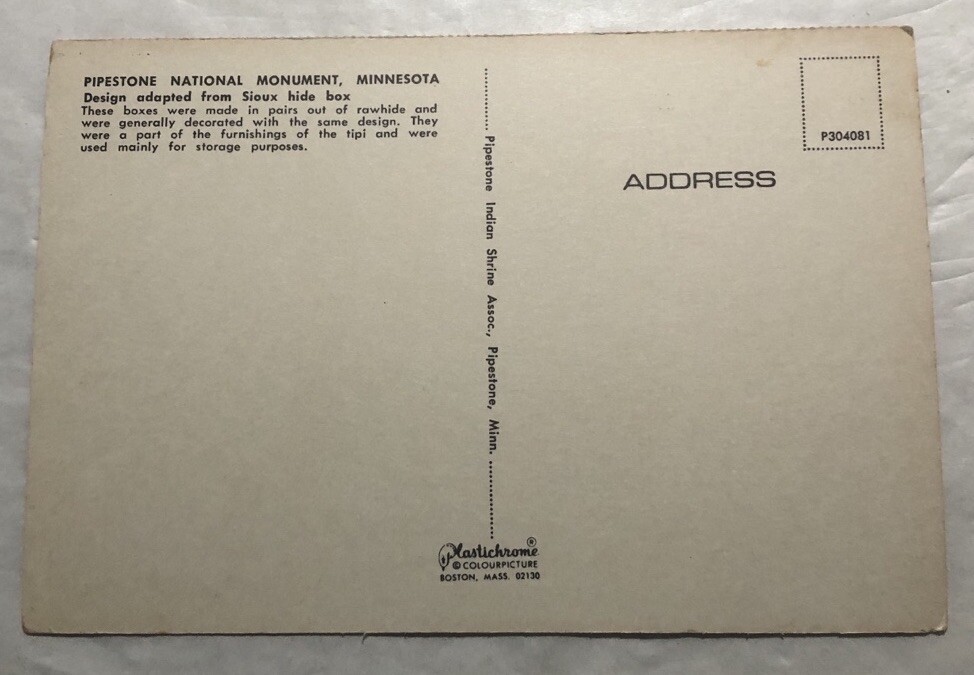 PIPESTONE NATIONAL MONUMENT, MINNESOTA
Design adapted from Sioux hide box
These boxes were made in pairs out of rawhide and
were generally decorated with the same design. They
were a part of the furnishings of the tipi and were
used mainly for storage purposes.
Pipestone Indian Shrine Assoc., Pipestone, Minn.
Plastichrome ®
© COLOURPICTURE
BOSTON, MASS. 02130
P304081
ADDRESS